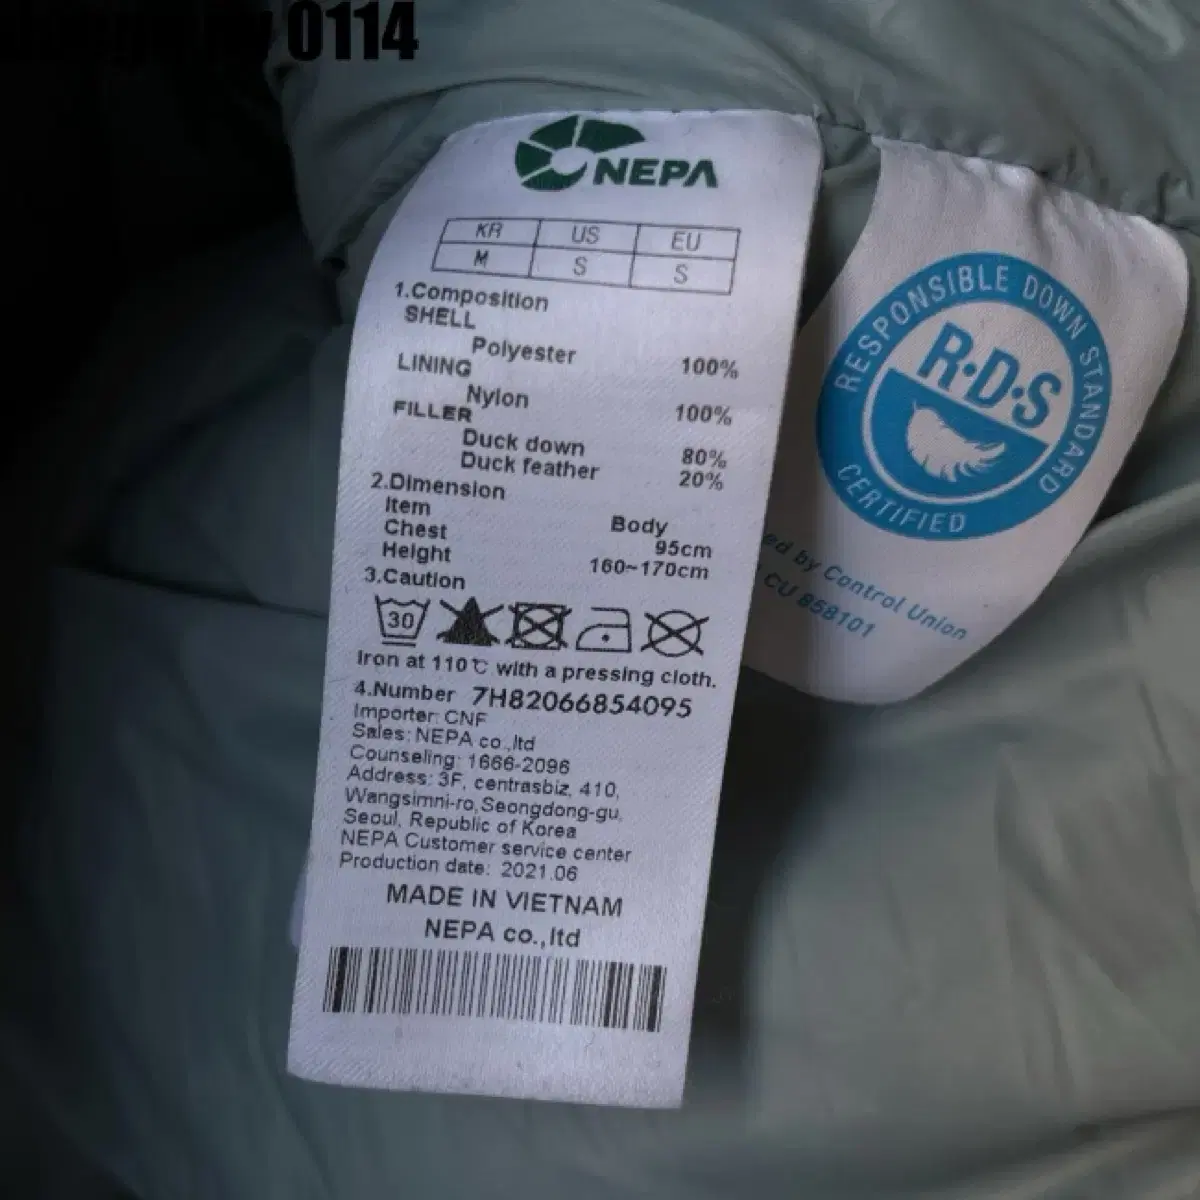 0114
NEPA
KR US EU
M S S
1.Composition
SHELL
Polyester 100%
LINING
Nylon 100%
FILLER
Duck down 80%
Duck feather 20%
2.Dimension
Item Body
Chest 95cm
Height 160~170cm
3.Caution
30
Iron at 110℃ with a pressing cloth.
4.Number 7H82066854095
Importer: CNF
Sales: NEPA co.,ltd
Counseling: 1666-2096
Address: 3F, centrasbiz, 410,
Wangsimni-ro,Seongdong-gu,
Seoul, Republic of Korea
NEPA Customer service center
Production date: 2021.06
MADE IN VIETNAM
NEPA co.,ltd
RESPONSIBLE DOWN STANDARD
R·D·S
CERTIFIED
by Control Union
CU 858101